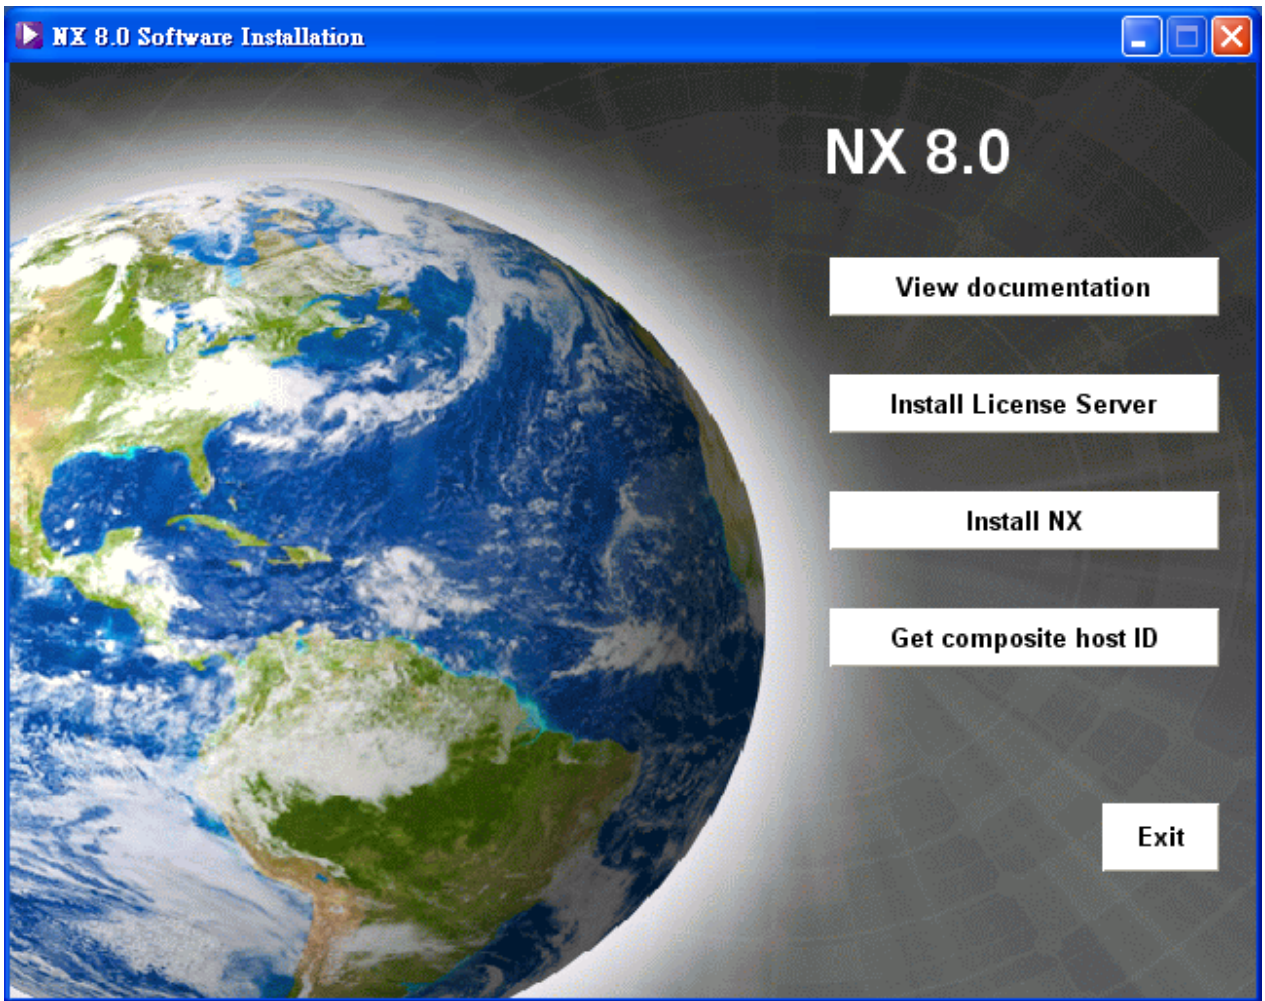 NX 8.0 Software Installation
NX 8.0
View documentation
Install License Server
Install NX
Get composite host ID
Exit